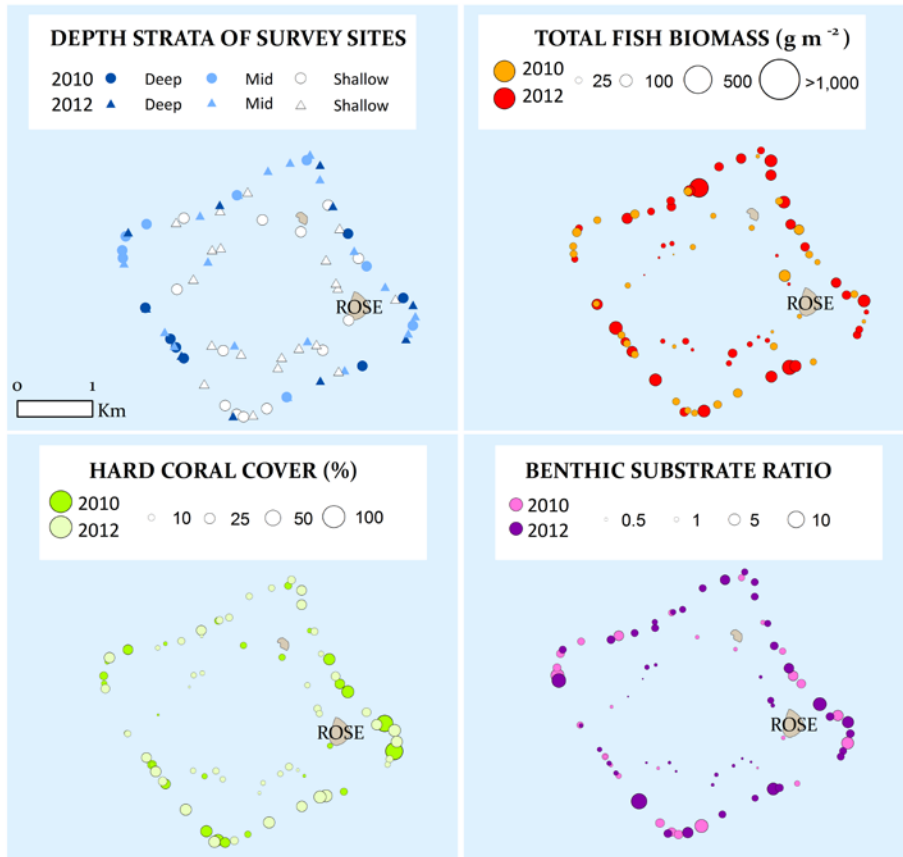 DEPTH STRATA OF SURVEY SITES
2010 Deep Mid Shallow
2012 Deep Mid Shallow
ROSE
0 1
Km
TOTAL FISH BIOMASS (g m ⁻²)
2010
2012
25 100 500 >1,000
ROSE
HARD CORAL COVER (%)
2010
2012
10 25 50 100
ROSE
BENTHIC SUBSTRATE RATIO
2010
2012
0.5 1 5 10
ROSE